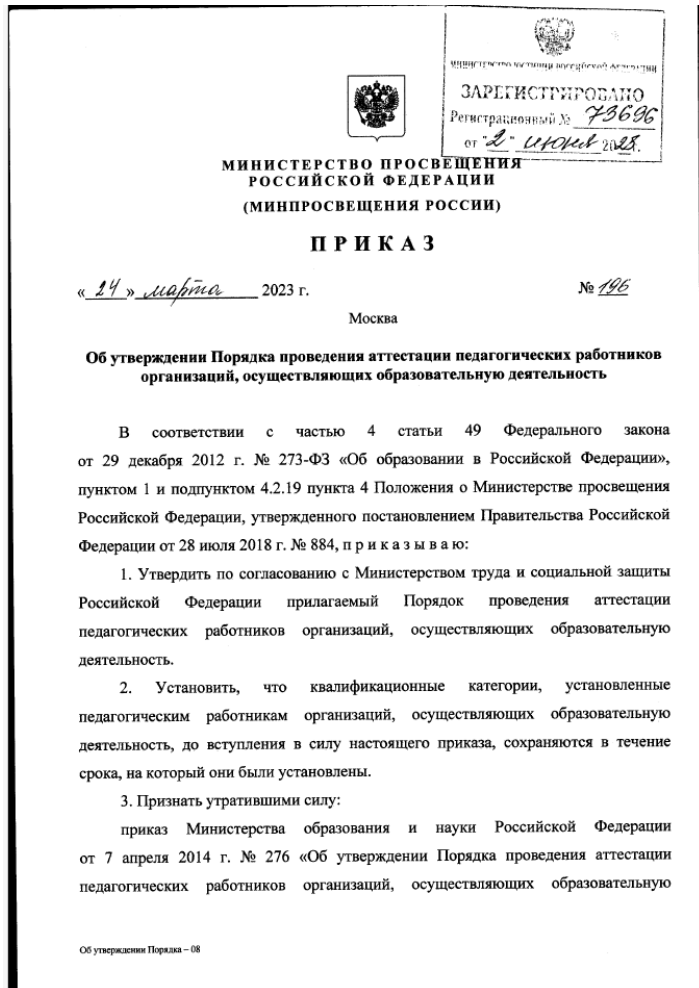 МИНИСТЕРСТВО ЮСТИЦИИ РОССИЙСКОЙ ФЕДЕРАЦИИ
ЗАРЕГИСТРИРОВАНО
Регистрационный № 73696
от "2" июня 2023г.
МИНИСТЕРСТВО ПРОСВЕЩЕНИЯ
РОССИЙСКОЙ ФЕДЕРАЦИИ
(МИНПРОСВЕЩЕНИЯ РОССИИ)
ПРИКАЗ
«24» марта 2023 г.
№ 196
Москва
Об утверждении Порядка проведения аттестации педагогических работников
организаций, осуществляющих образовательную деятельность
В соответствии с частью 4 статьи 49 Федерального закона
от 29 декабря 2012 г. № 273-ФЗ «Об образовании в Российской Федерации»,
пунктом 1 и подпунктом 4.2.19 пункта 4 Положения о Министерстве просвещения
Российской Федерации, утвержденного постановлением Правительства Российской
Федерации от 28 июля 2018 г. № 884, п р и к а з ы в а ю:
1. Утвердить по согласованию с Министерством труда и социальной защиты
Российской Федерации прилагаемый Порядок проведения аттестации
педагогических работников организаций, осуществляющих образовательную
деятельность.
2. Установить, что квалификационные категории, установленные
педагогическим работникам организаций, осуществляющих образовательную
деятельность, до вступления в силу настоящего приказа, сохраняются в течение
срока, на который они были установлены.
3. Признать утратившими силу:
приказ Министерства образования и науки Российской Федерации
от 7 апреля 2014 г. № 276 «Об утверждении Порядка проведения аттестации
педагогических работников организаций, осуществляющих образовательную
Об утверждении Порядка – 08